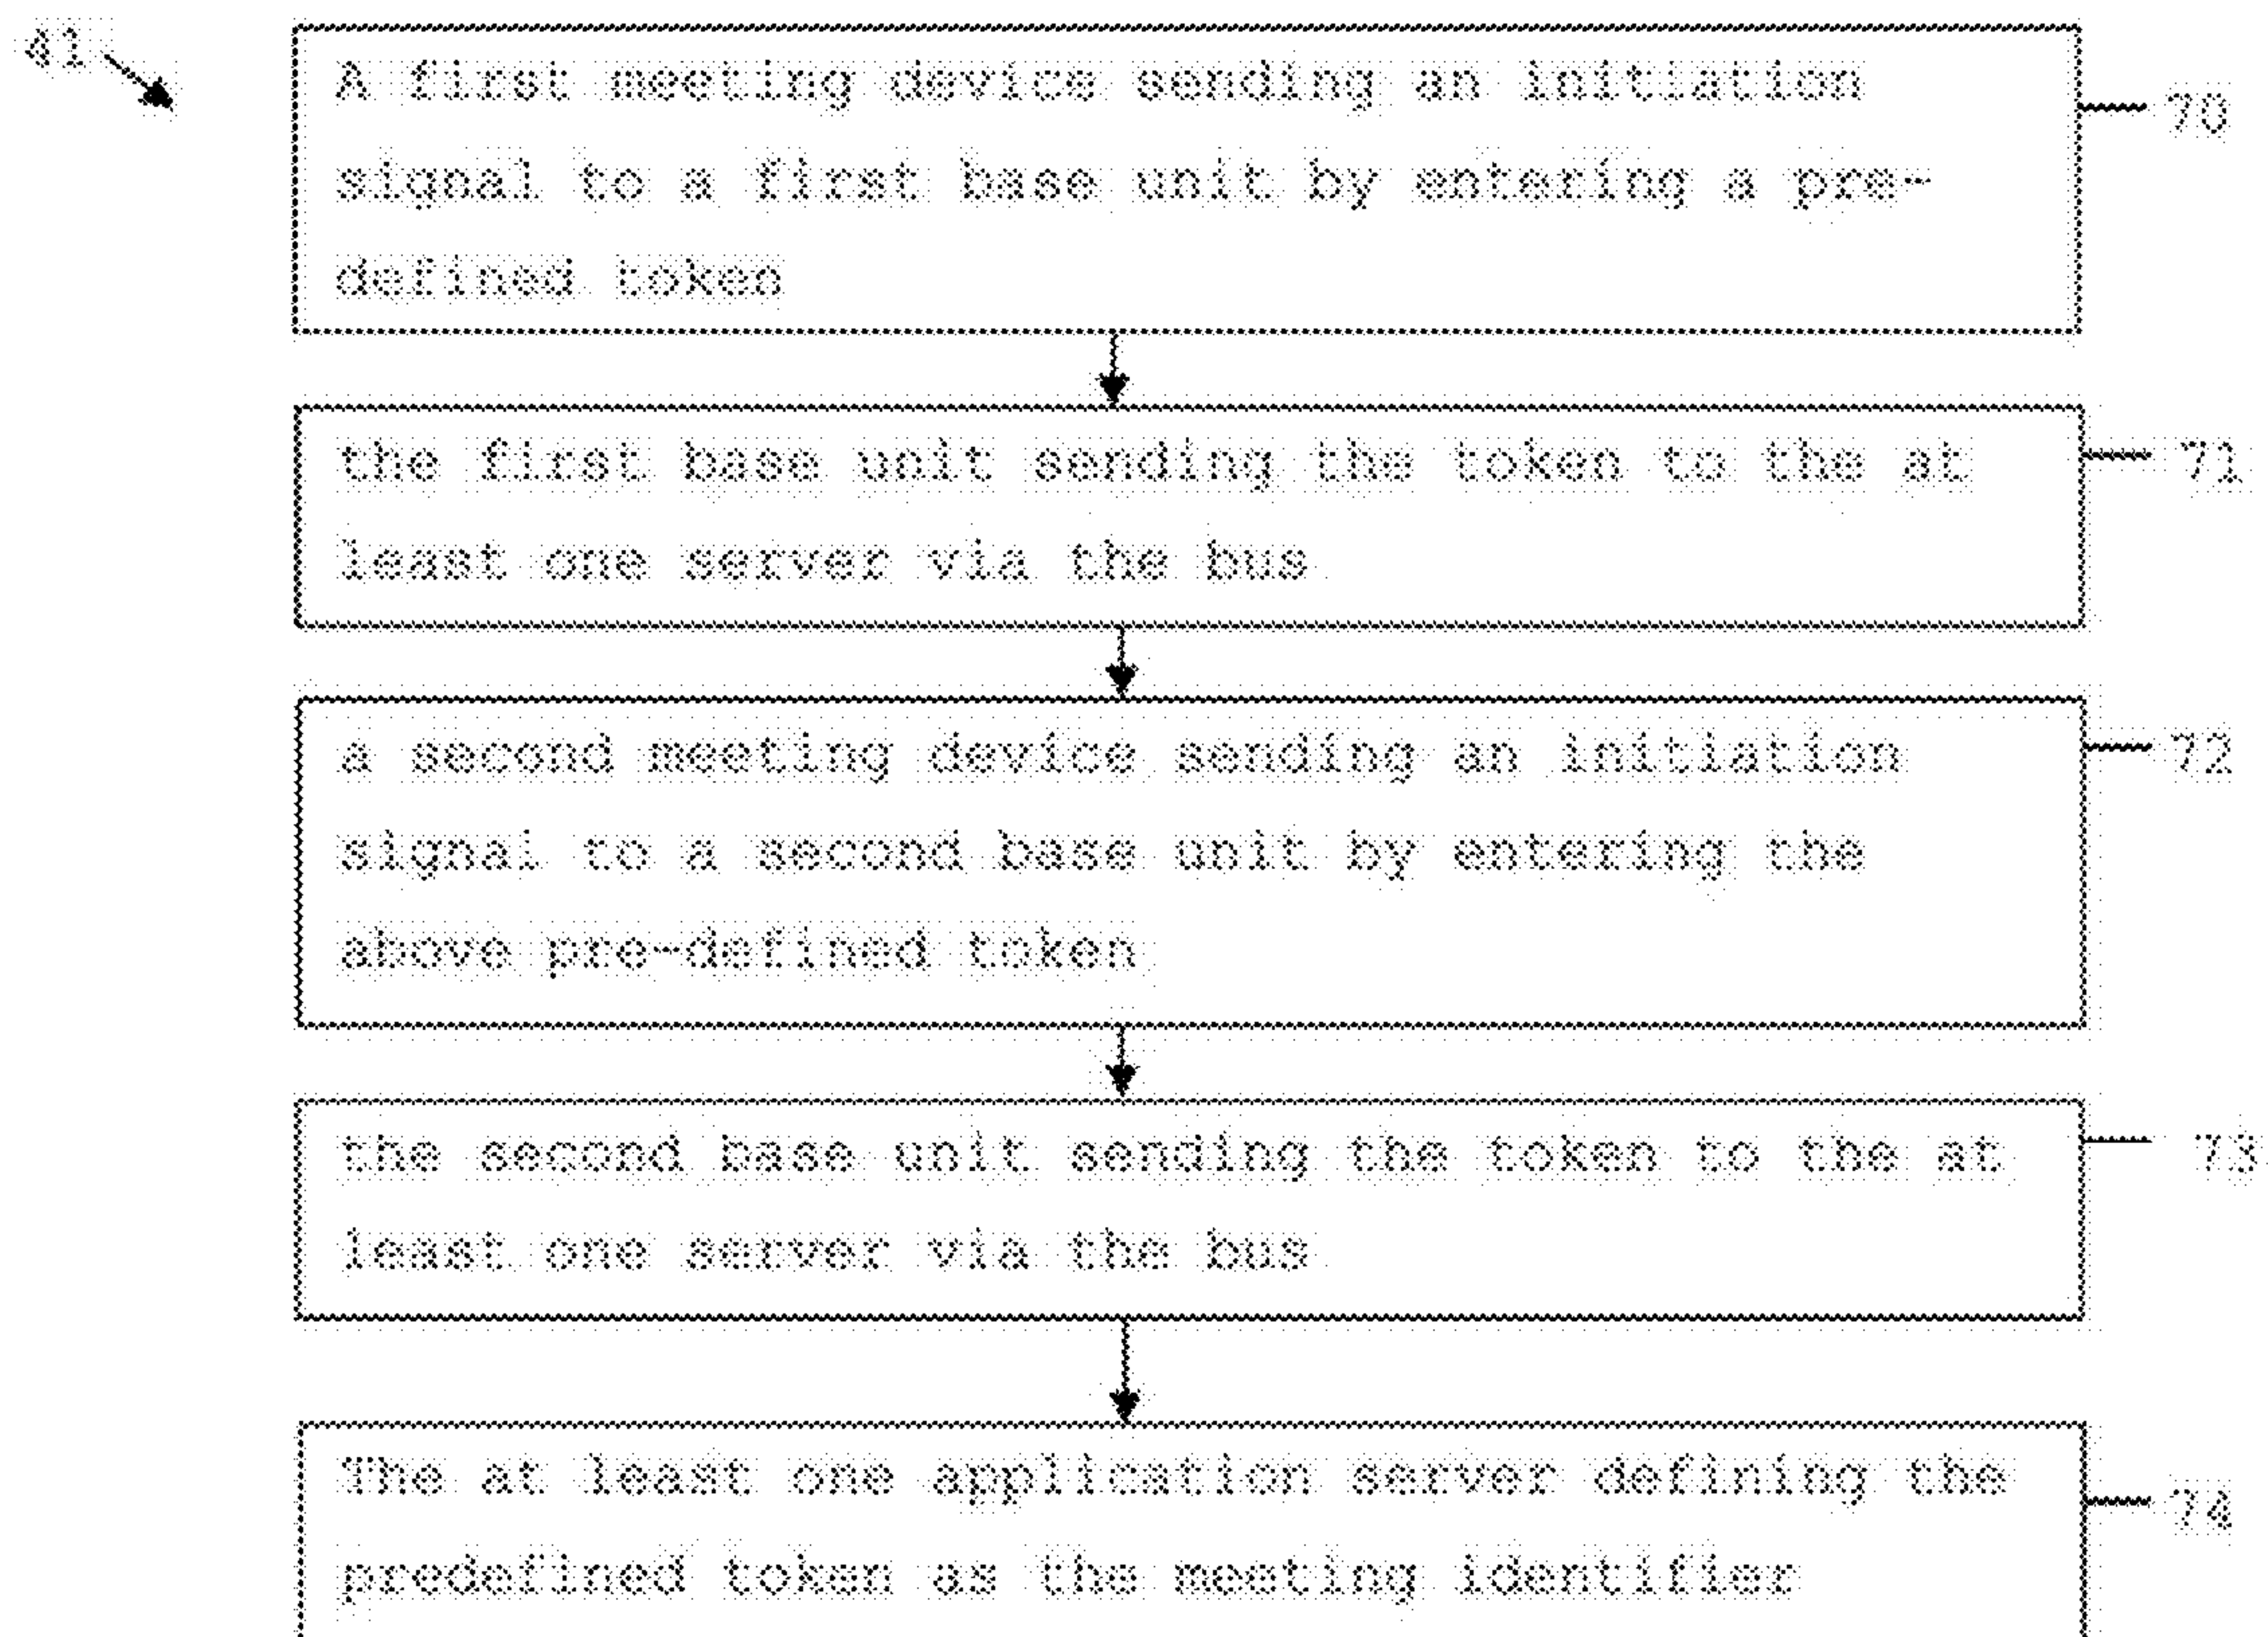 41
A first meeting device sending an initiation
70
signal to a first base unit by entering a pre-
defined token
the first base unit sending the token to the at
71
least one server via the bus
a second meeting device sending an initiation
72
signal to a second base unit by entering the
above pre-defined token
the second base unit sending the token to the at
73
least one server via the bus
The at least one application server defining the
74
predefined token as the meeting identifier